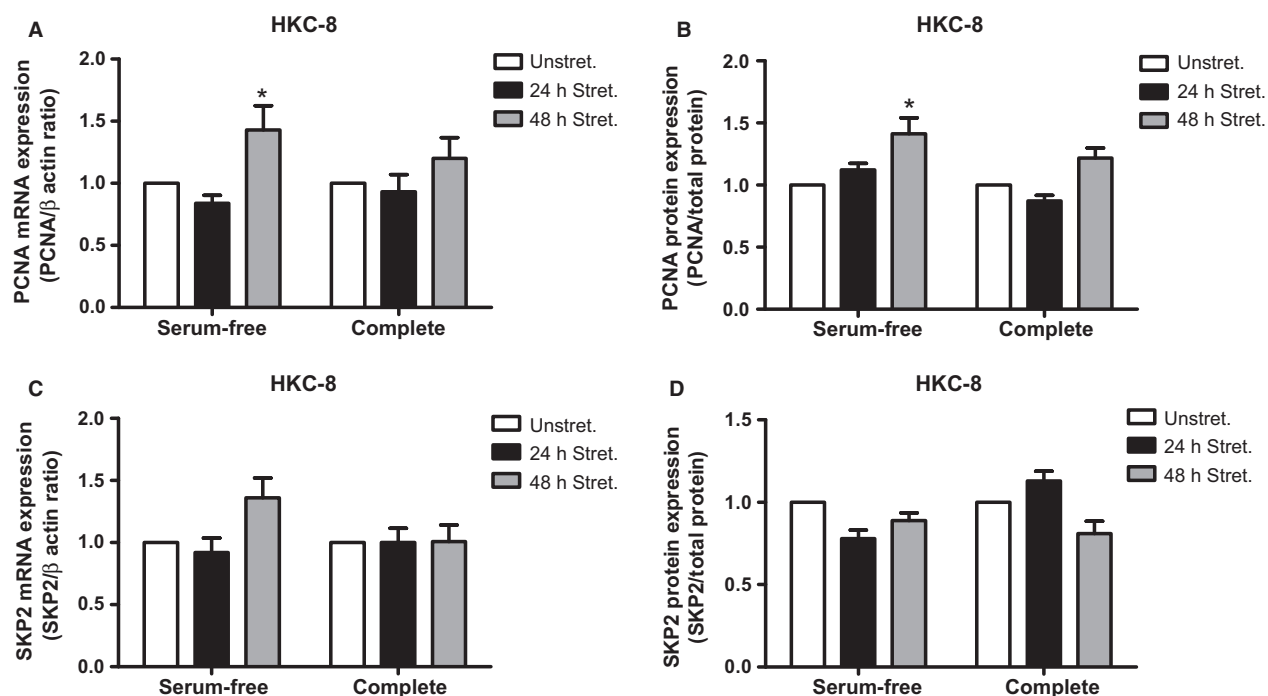 A
HKC-8
PCNA mRNA expression
(PCNA/β actin ratio)
2.0
1.5
1.0
0.5
0.0
*
Serum-free
Complete
Unstret.
24 h Stret.
48 h Stret.
B
HKC-8
PCNA protein expression
(PCNA/total protein)
2.0
1.5
1.0
0.5
0.0
*
Serum-free
Complete
Unstret.
24 h Stret.
48 h Stret.
C
HKC-8
SKP2 mRNA expression
(SKP2/β actin ratio)
2.0
1.5
1.0
0.5
0.0
Serum-free
Complete
Unstret.
24 h Stret.
48 h Stret.
D
HKC-8
SKP2 protein expression
(SKP2/total protein)
1.5
1.0
0.5
0.0
Serum-free
Complete
Unstret.
24 h Stret.
48 h Stret.